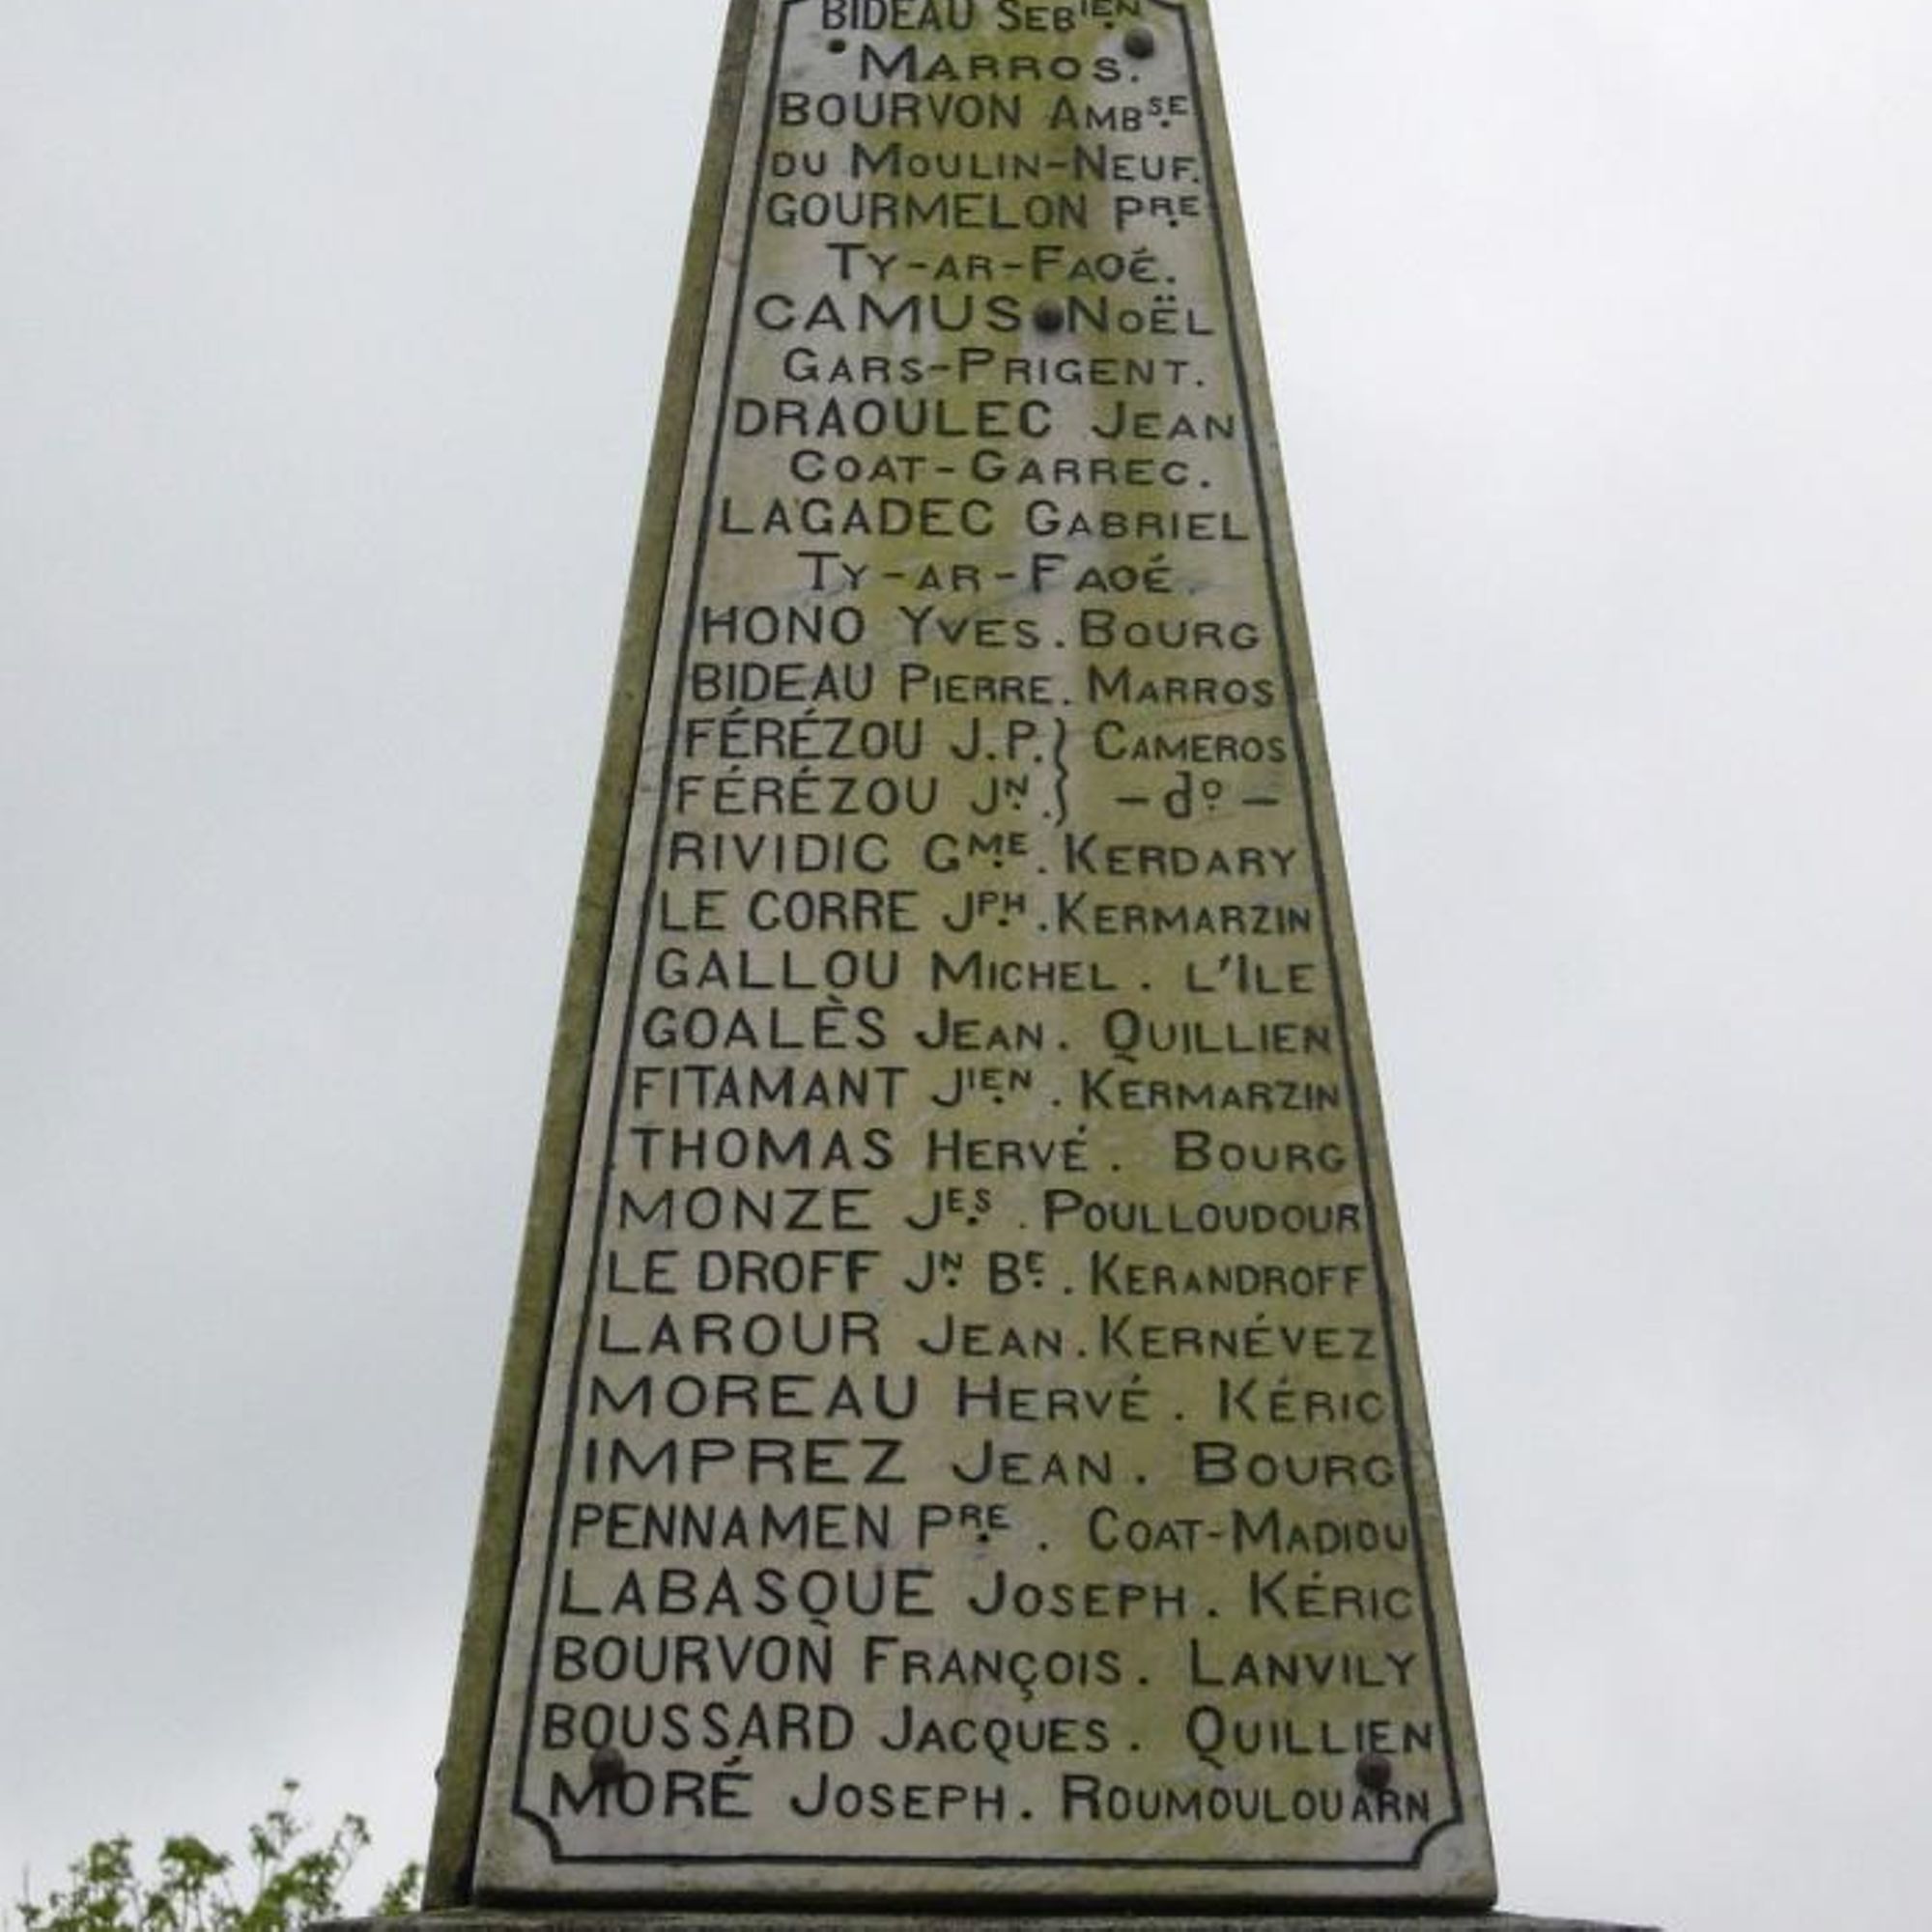 BIDEAU SEBIEN
MARROS.
BOURVON AMBSE
DU MOULIN-NEUF.
GOURMELON PRE
TY-AR-FAOÉ.
CAMUS NOËL
GARS-PRIGENT.
DRAOULEC JEAN
COAT-GARREC.
LAGADEC GABRIEL
TY-AR-FAOÉ.
HONO YVES. BOURG
BIDEAU PIERRE. MARROS
FÉRÉZOU J.P.} CAMEROS
FÉRÉZOU JN.} – dº –
RIVIDIC GME. KERDARY
LE CORRE JPH. KERMARZIN
GALLOU MICHEL. L'ILE
GOALÈS JEAN. QUILLIEN
FITAMANT JIEN. KERMARZIN
THOMAS HERVÉ. BOURG
MONZE JES. POULLOUDOUR
LE DROFF JN BE. KERANDROFF
LAROUR JEAN. KERNÉVEZ
MOREAU HERVÉ. KÉRIC
IMPREZ JEAN. BOURG
PENNAMEN PRE. COAT-MADIOU
LABASQUE JOSEPH. KÉRIC
BOURVON FRANÇOIS. LANVILY
BOUSSARD JACQUES. QUILLIEN
MORÉ JOSEPH. ROUMOULOUARN